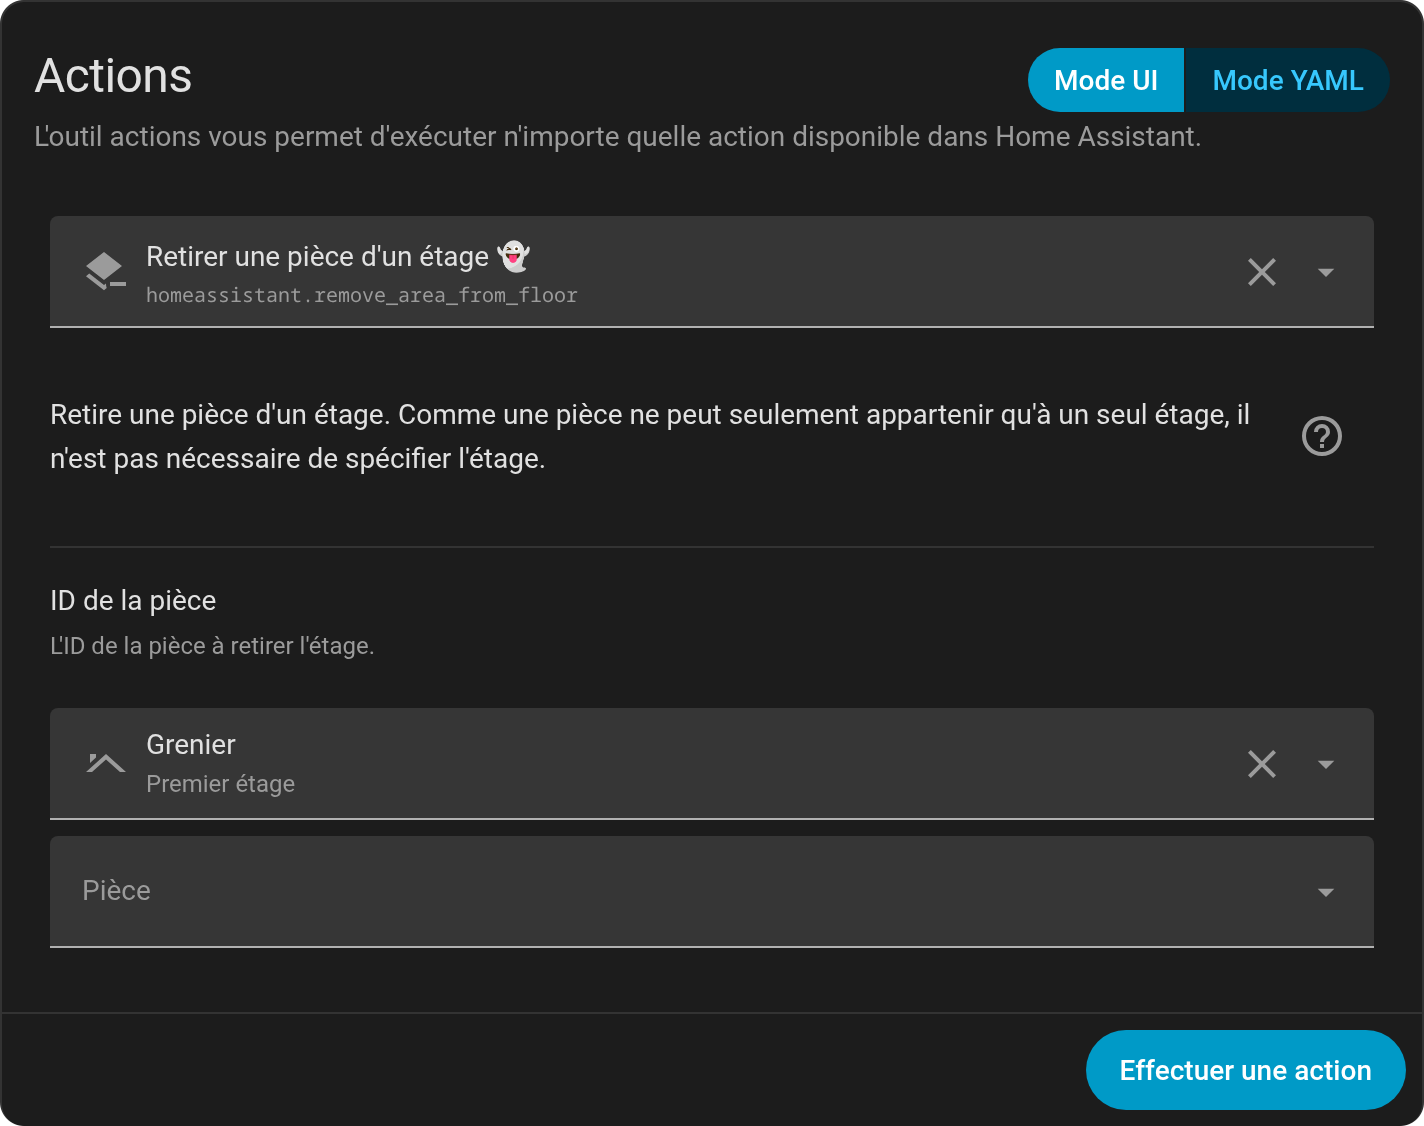 Actions
Mode UI
Mode YAML
L'outil actions vous permet d'exécuter n'importe quelle action disponible dans Home Assistant.
Retirer une pièce d'un étage 👻
homeassistant.remove_area_from_floor
Retire une pièce d'un étage. Comme une pièce ne peut seulement appartenir qu'à un seul étage, il
n'est pas nécessaire de spécifier l'étage.
ID de la pièce
L'ID de la pièce à retirer l'étage.
Grenier
Premier étage
Pièce
Effectuer une action